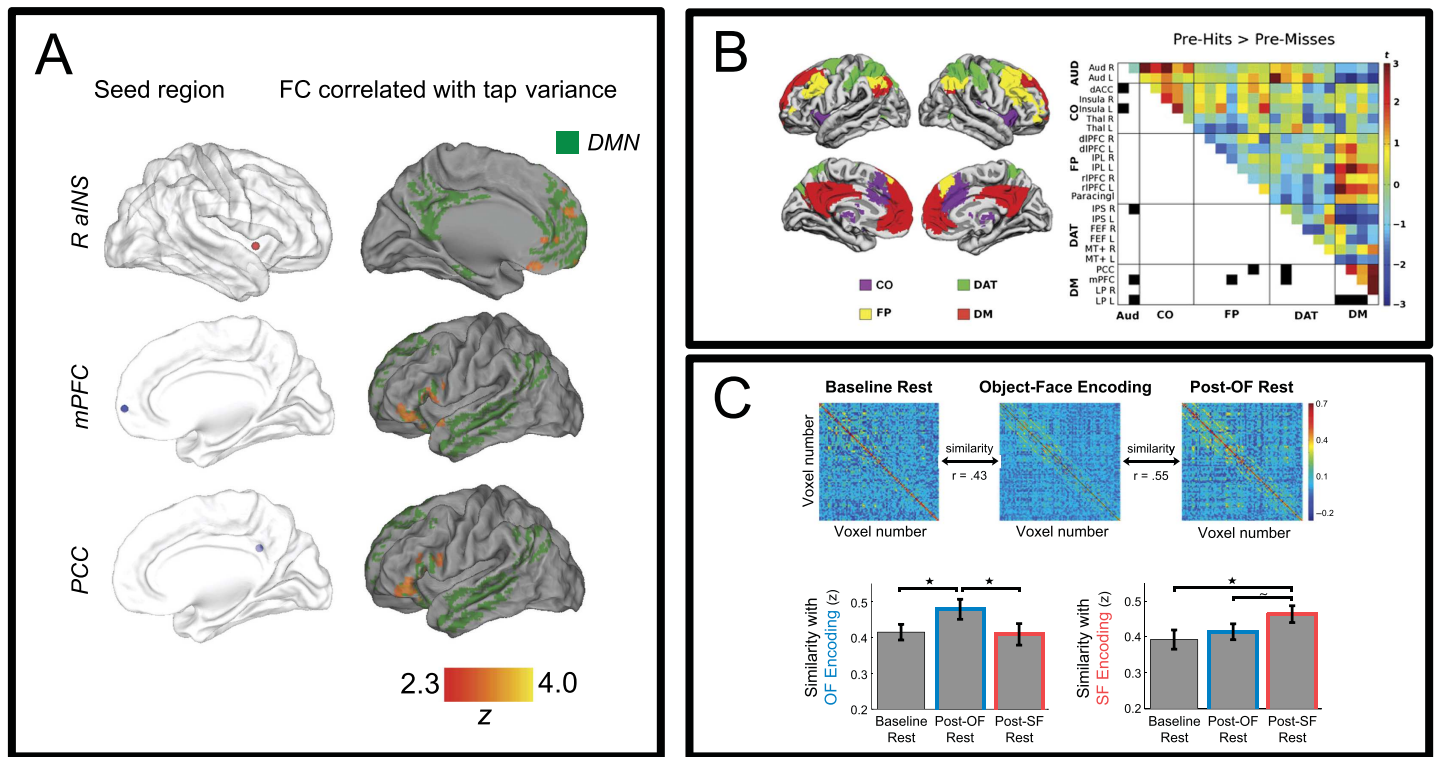 A
Seed region
FC correlated with tap variance
DMN
R aINS
mPFC
PCC
2.3
4.0
z
B
Pre-Hits > Pre-Misses
t
AUD
Aud R
Aud L
CO
dACC
Insula R
Insula L
Thal R
Thal L
FP
dlPFC R
dlPFC L
IPL R
IPL L
rlPFC R
rlPFC L
Paracingl
DAT
IPS R
IPS L
FEF R
FEF L
MT+ R
MT+ L
DM
PCC
mPFC
LP R
LP L
Aud CO FP DAT DM
3
2
1
0
−1
−2
−3
CO
DAT
FP
DM
C
Baseline Rest
Object-Face Encoding
Post-OF Rest
Voxel number
similarity
r = .43
similarity
r = .55
0.7
0.4
0.1
−0.2
Voxel number
Voxel number
Voxel number
Similarity with
OF Encoding (z)
0.5
0.4
0.3
0.2
★
★
Baseline
Rest
Post-OF
Rest
Post-SF
Rest
Similarity with
SF Encoding (z)
0.5
0.4
0.3
0.2
★
~
Baseline
Rest
Post-OF
Rest
Post-SF
Rest